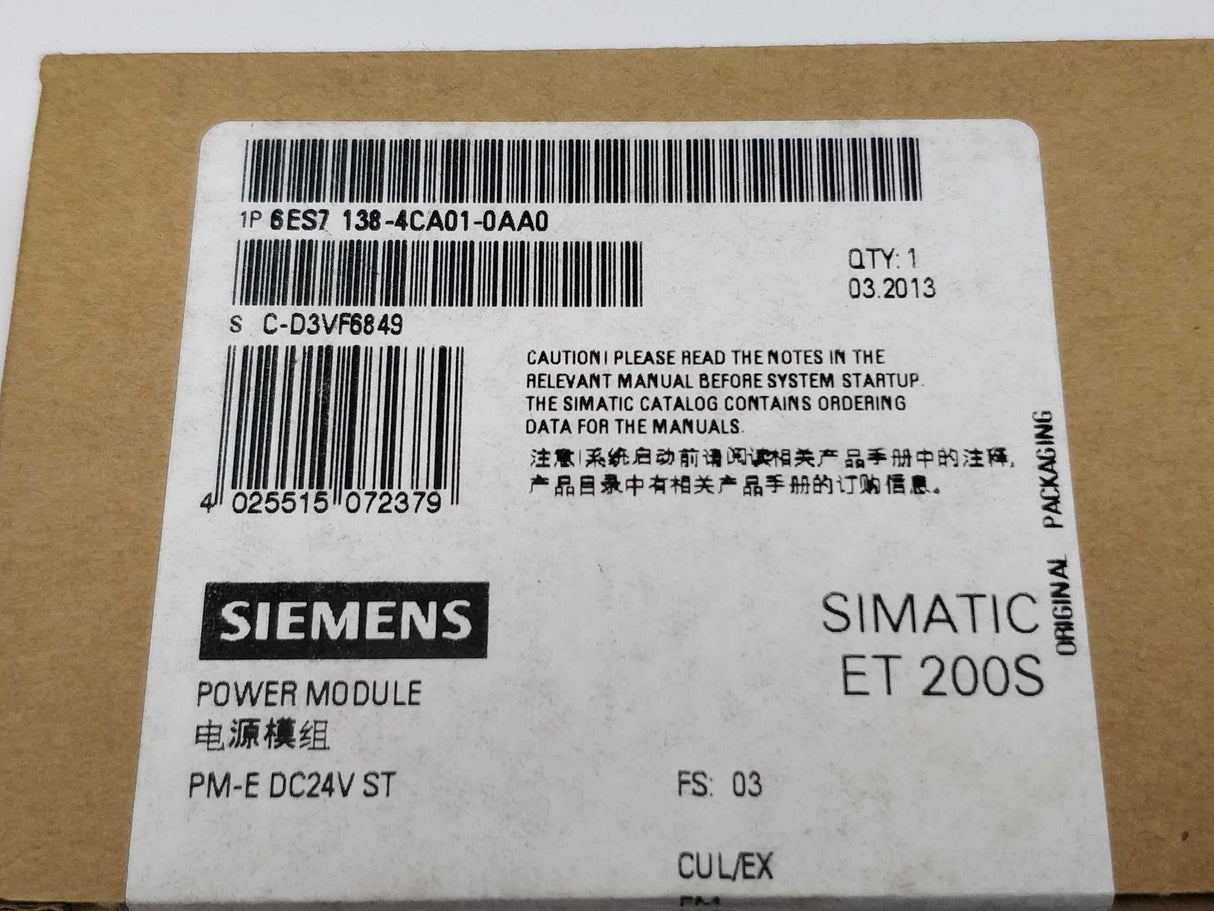 1P 6ES7 138-4CA01-0AA0
QTY: 1
03.2013
S C-D3VF6849
CAUTION! PLEASE READ THE NOTES IN THE
RELEVANT MANUAL BEFORE SYSTEM STARTUP.
THE SIMATIC CATALOG CONTAINS ORDERING
DATA FOR THE MANUALS.
注意!系统启动前请阅读相关产品手册中的注释,
产品目录中有相关产品手册的订购信息。
4 025515 072379
ORIGINAL PACKAGING
SIEMENS
SIMATIC
ET 200S
POWER MODULE
电源模组
PM-E DC24V ST
FS: 03
CUL/EX